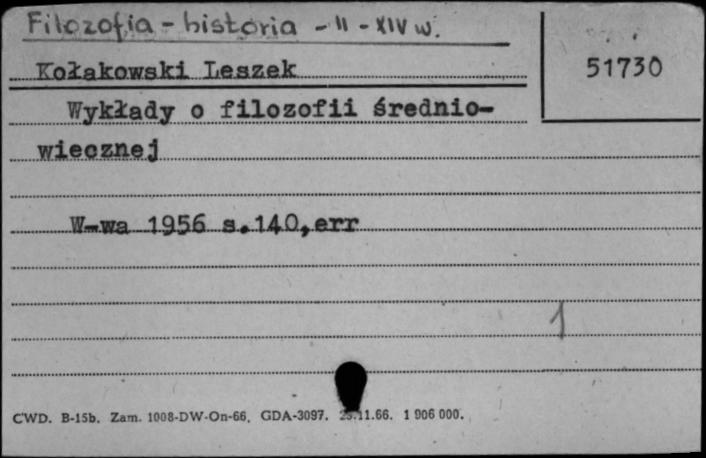 Filozofia - historia - II - XIV w.
Kołakowski Leszek
51730
Wykłady o filozofii średnio-
wiecznej
W-wa 1956 s.140,err
1
CWD. B-15b. Zam. 1008-DW-On-66. GDA-3097. 25.11.66. 1 906 000.